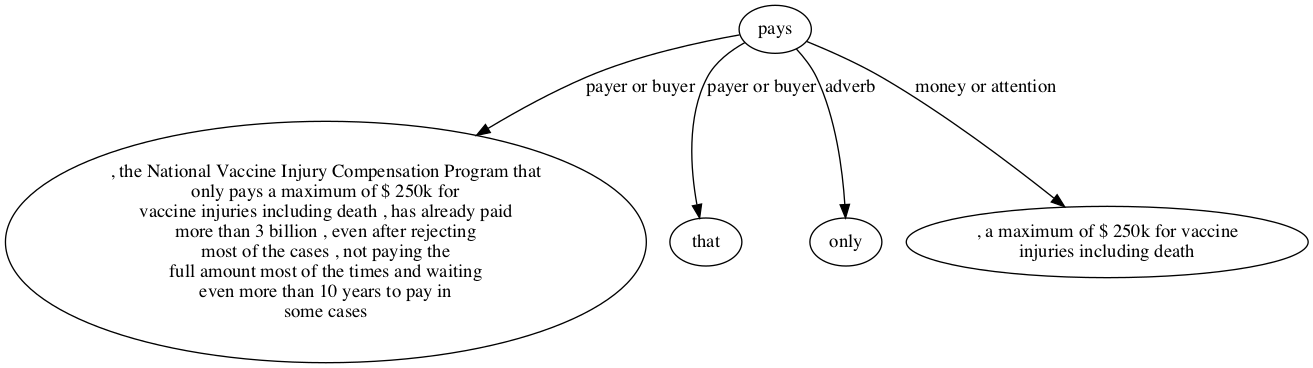 pays
payer or buyer
payer or buyer
adverb
money or attention
, the National Vaccine Injury Compensation Program that
only pays a maximum of $ 250k for
vaccine injuries including death , has already paid
more than 3 billion , even after rejecting
most of the cases , not paying the
full amount most of the times and waiting
even more than 10 years to pay in
some cases
that
only
, a maximum of $ 250k for vaccine
injuries including death